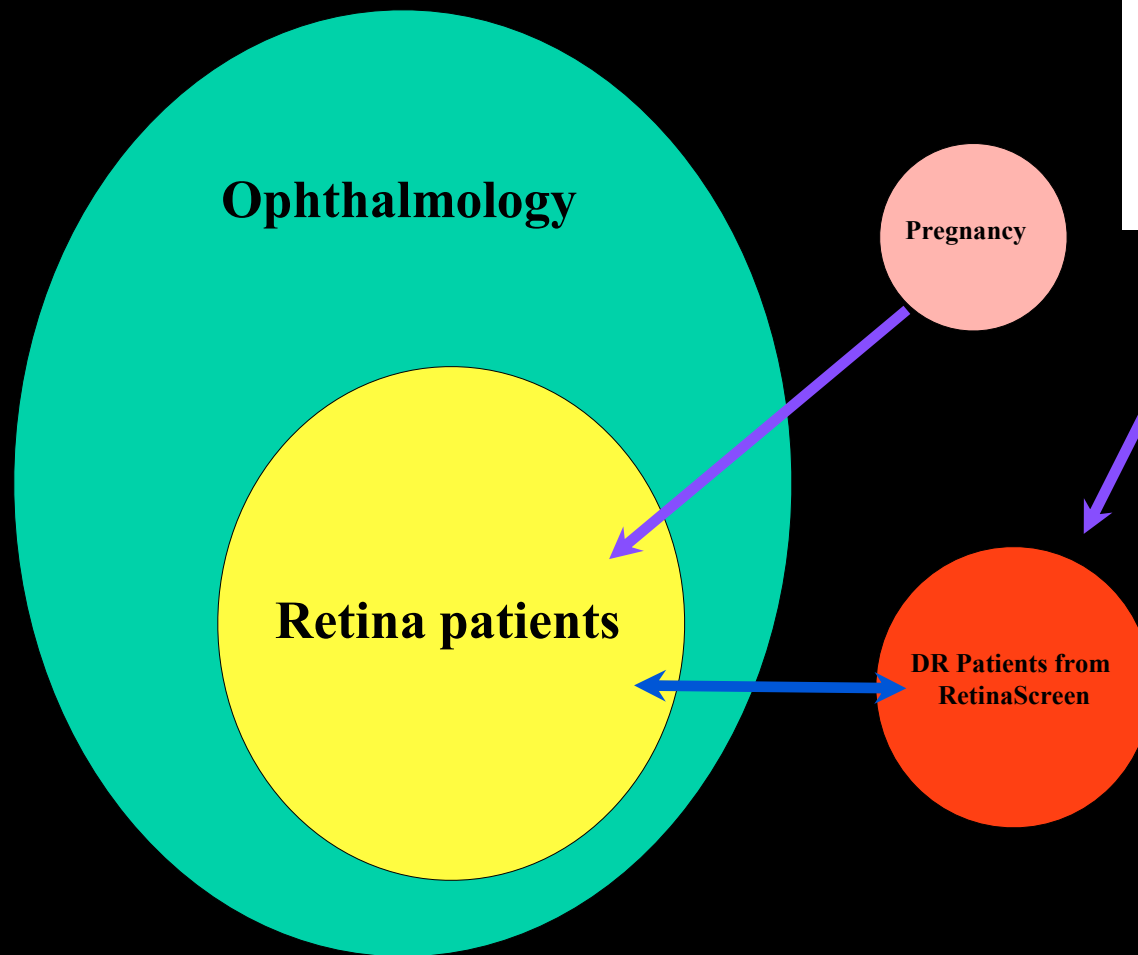 Ophthalmology
Pregnancy
Retina patients
DR Patients from
RetinaScreen